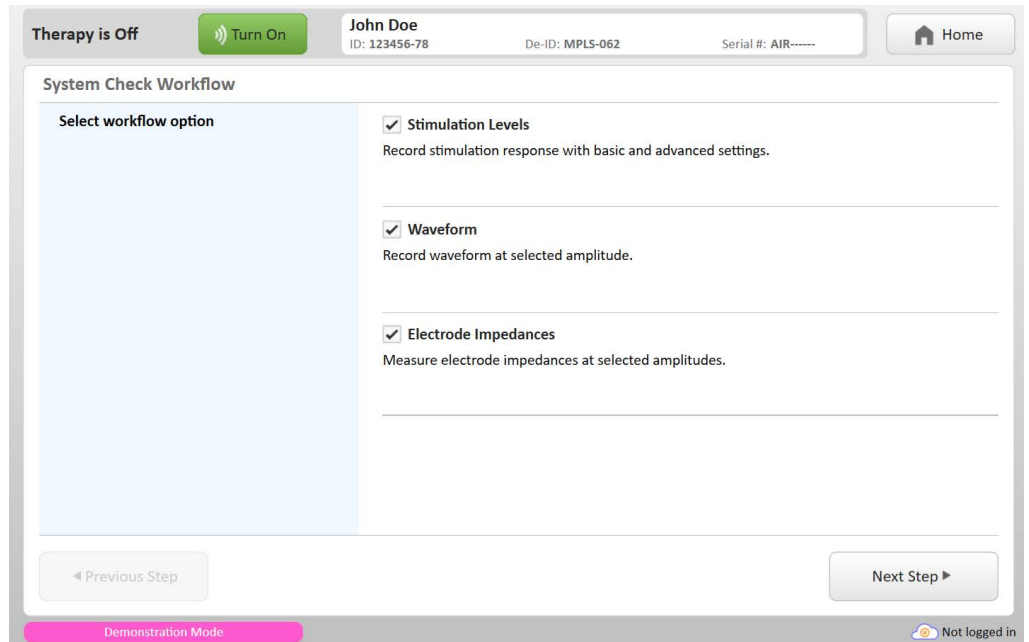 Therapy is Off
Turn On
John Doe
ID: 123456-78 De-ID: MPLS-062 Serial #: AIR------
Home
System Check Workflow
Select workflow option
Stimulation Levels
Record stimulation response with basic and advanced settings.
Waveform
Record waveform at selected amplitude.
Electrode Impedances
Measure electrode impedances at selected amplitudes.
Previous Step
Next Step
Demonstration Mode
Not logged in